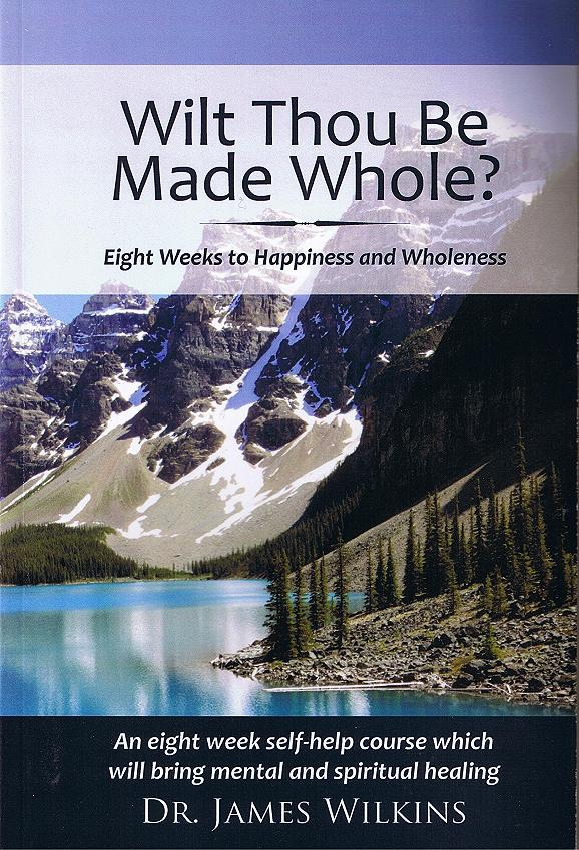 Wilt Thou Be
Made Whole?
Eight Weeks to Happiness and Wholeness
An eight week self-help course which
will bring mental and spiritual healing
Dr. James Wilkins